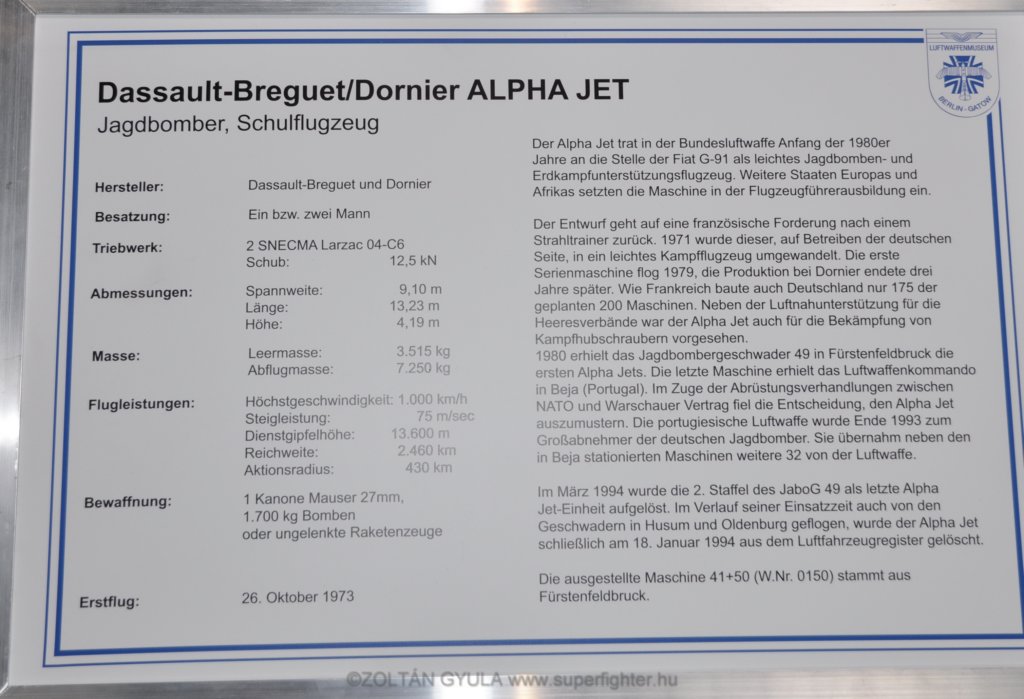 LUFTWAFFENMUSEUM
BERLIN - GATOW
Dassault-Breguet/Dornier ALPHA JET
Jagdbomber, Schulflugzeug
Hersteller: Dassault-Breguet und Dornier
Besatzung: Ein bzw. zwei Mann
Triebwerk: 2 SNECMA Larzac 04-C6
Schub: 12,5 kN
Abmessungen: Spannweite: 9,10 m
Länge: 13,23 m
Höhe: 4,19 m
Masse: Leermasse: 3.515 kg
Abflugmasse: 7.250 kg
Flugleistungen: Höchstgeschwindigkeit: 1.000 km/h
Steigleistung: 75 m/sec
Dienstgipfelhöhe: 13.600 m
Reichweite: 2.460 km
Aktionsradius: 430 km
Bewaffnung: 1 Kanone Mauser 27mm,
1.700 kg Bomben
oder ungelenkte Raketenzeuge
Erstflug: 26. Oktober 1973
Der Alpha Jet trat in der Bundesluftwaffe Anfang der 1980er
Jahre an die Stelle der Fiat G-91 als leichtes Jagdbomben- und
Erdkampfunterstützungsflugzeug. Weitere Staaten Europas und
Afrikas setzten die Maschine in der Flugzeugführerausbildung ein.
Der Entwurf geht auf eine französische Forderung nach einem
Strahltrainer zurück. 1971 wurde dieser, auf Betreiben der deutschen
Seite, in ein leichtes Kampfflugzeug umgewandelt. Die erste
Serienmaschine flog 1979, die Produktion bei Dornier endete drei
Jahre später. Wie Frankreich baute auch Deutschland nur 175 der
geplanten 200 Maschinen. Neben der Luftnahunterstützung für die
Heeresverbände war der Alpha Jet auch für die Bekämpfung von
Kampfhubschraubern vorgesehen.
1980 erhielt das Jagdbombergeschwader 49 in Fürstenfeldbruck die
ersten Alpha Jets. Die letzte Maschine erhielt das Luftwaffenkommando
in Beja (Portugal). Im Zuge der Abrüstungsverhandlungen zwischen
NATO und Warschauer Vertrag fiel die Entscheidung, den Alpha Jet
auszumustern. Die portugiesische Luftwaffe wurde Ende 1993 zum
Großabnehmer der deutschen Jagdbomber. Sie übernahm neben den
in Beja stationierten Maschinen weitere 32 von der Luftwaffe.
Im März 1994 wurde die 2. Staffel des JaboG 49 als letzte Alpha
Jet-Einheit aufgelöst. Im Verlauf seiner Einsatzzeit auch von den
Geschwadern in Husum und Oldenburg geflogen, wurde der Alpha Jet
schließlich am 18. Januar 1994 aus dem Luftfahrzeugregister gelöscht.
Die ausgestellte Maschine 41+50 (W.Nr. 0150) stammt aus
Fürstenfeldbruck.
©ZOLTÁN GYULA www.superfighter.hu